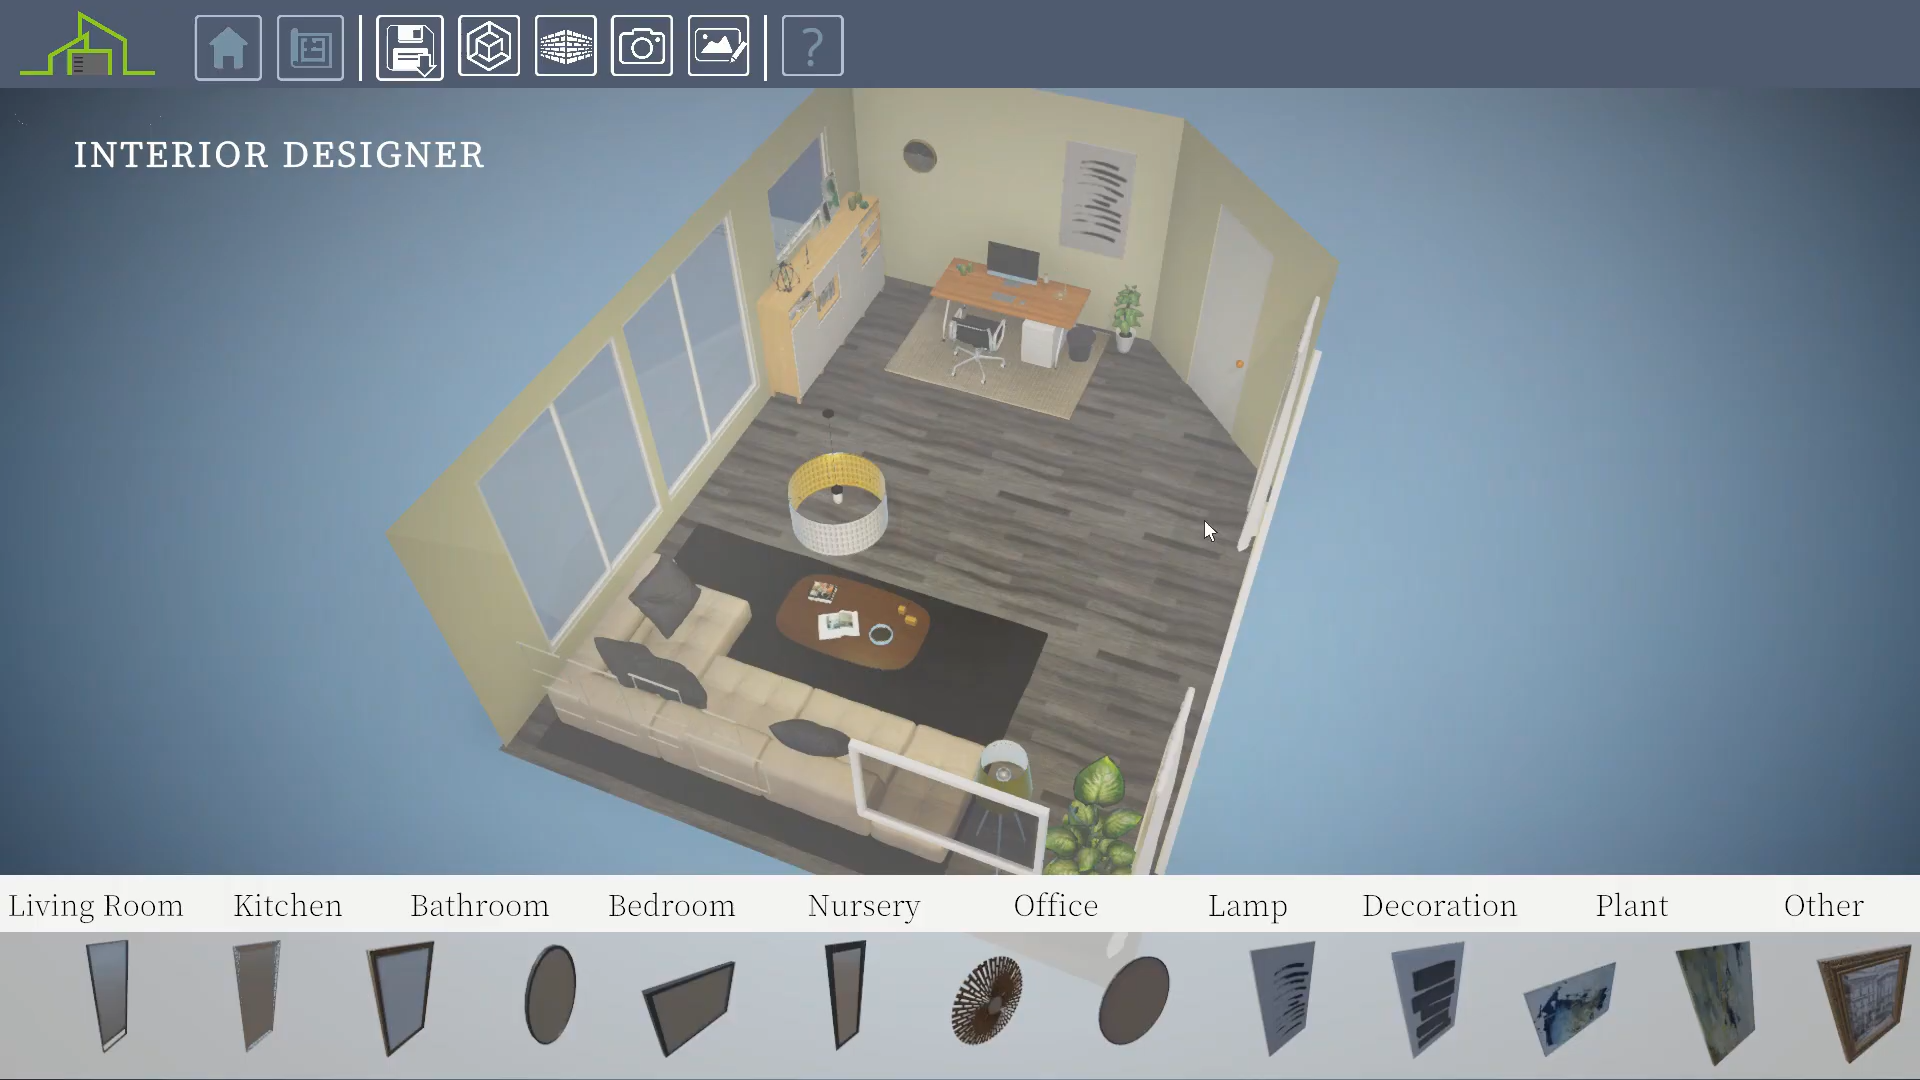 ?
INTERIOR DESIGNER
Living Room Kitchen Bathroom Bedroom Nursery Office Lamp Decoration Plant Other